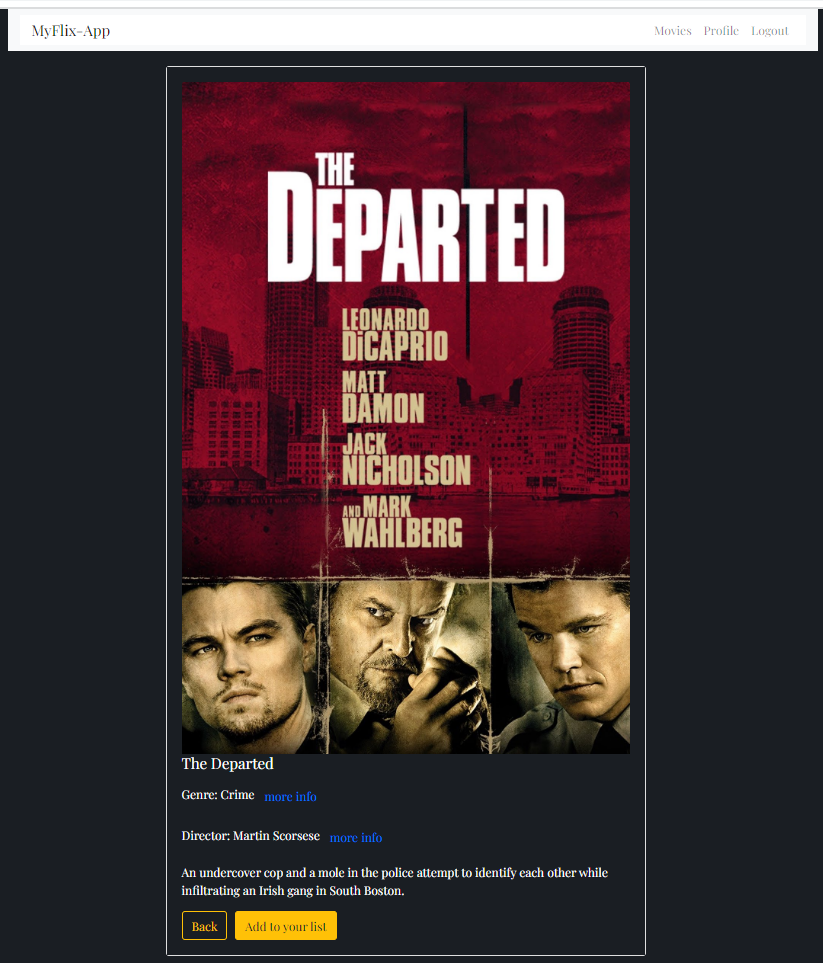 MyFlix-App Movies Profile Logout
THE
DEPARTED
LEONARDO
DiCAPRIO
MATT
DAMON
JACK
NICHOLSON
AND MARK
WAHLBERG
The Departed
Genre: Crime more info
Director: Martin Scorsese more info
An undercover cop and a mole in the police attempt to identify each other while
infiltrating an Irish gang in South Boston.
Back Add to your list